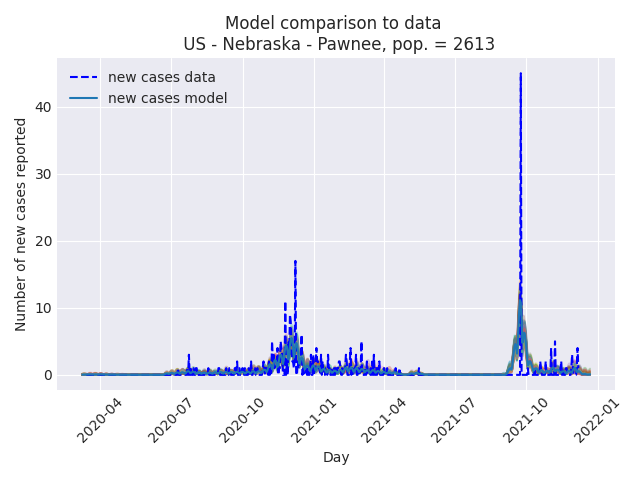 Model comparison to data
US - Nebraska - Pawnee, pop. = 2613
new cases data
new cases model
Number of new cases reported
40
30
20
10
0
2020-04
2020-07
2020-10
2021-01
2021-04
2021-07
2021-10
2022-01
Day